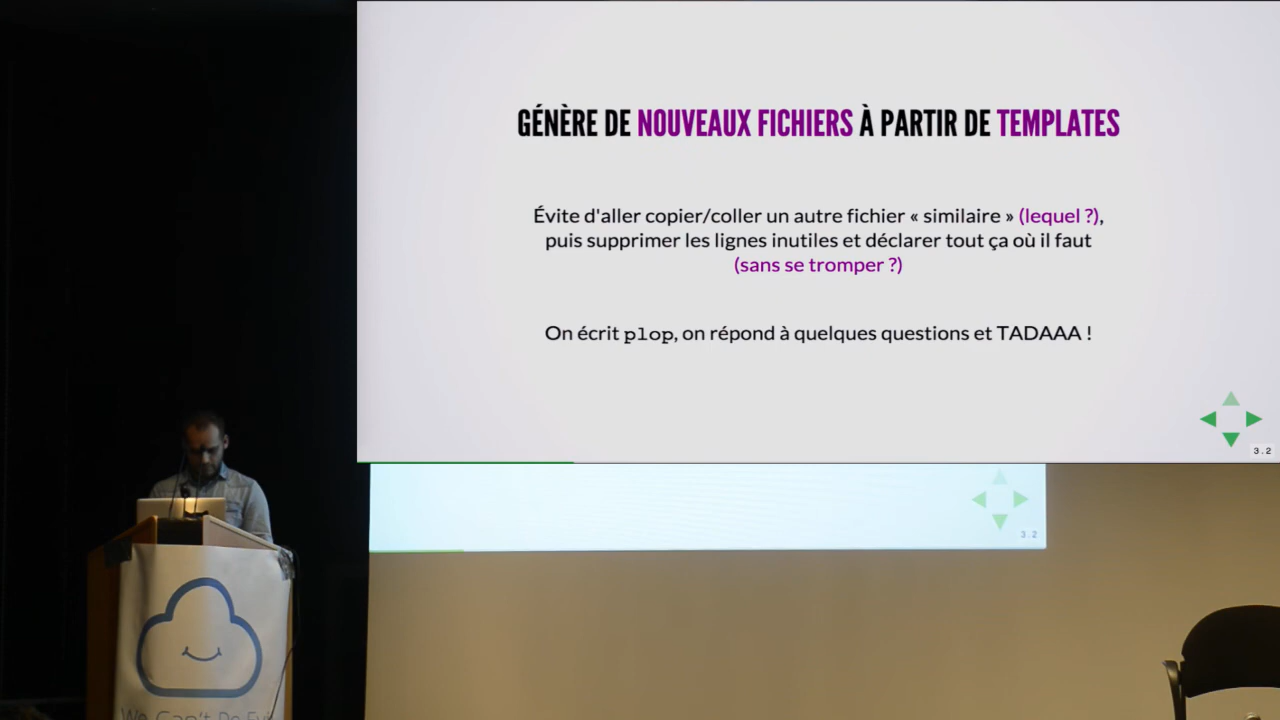 GÉNÈRE DE NOUVEAUX FICHIERS À PARTIR DE TEMPLATES
Évite d'aller copier/coller un autre fichier « similaire » (lequel ?),
puis supprimer les lignes inutiles et déclarer tout ça où il faut
(sans se tromper ?)
On écrit plop, on répond à quelques questions et TADAAA !
3.2
3.2
We Can't Be Evil